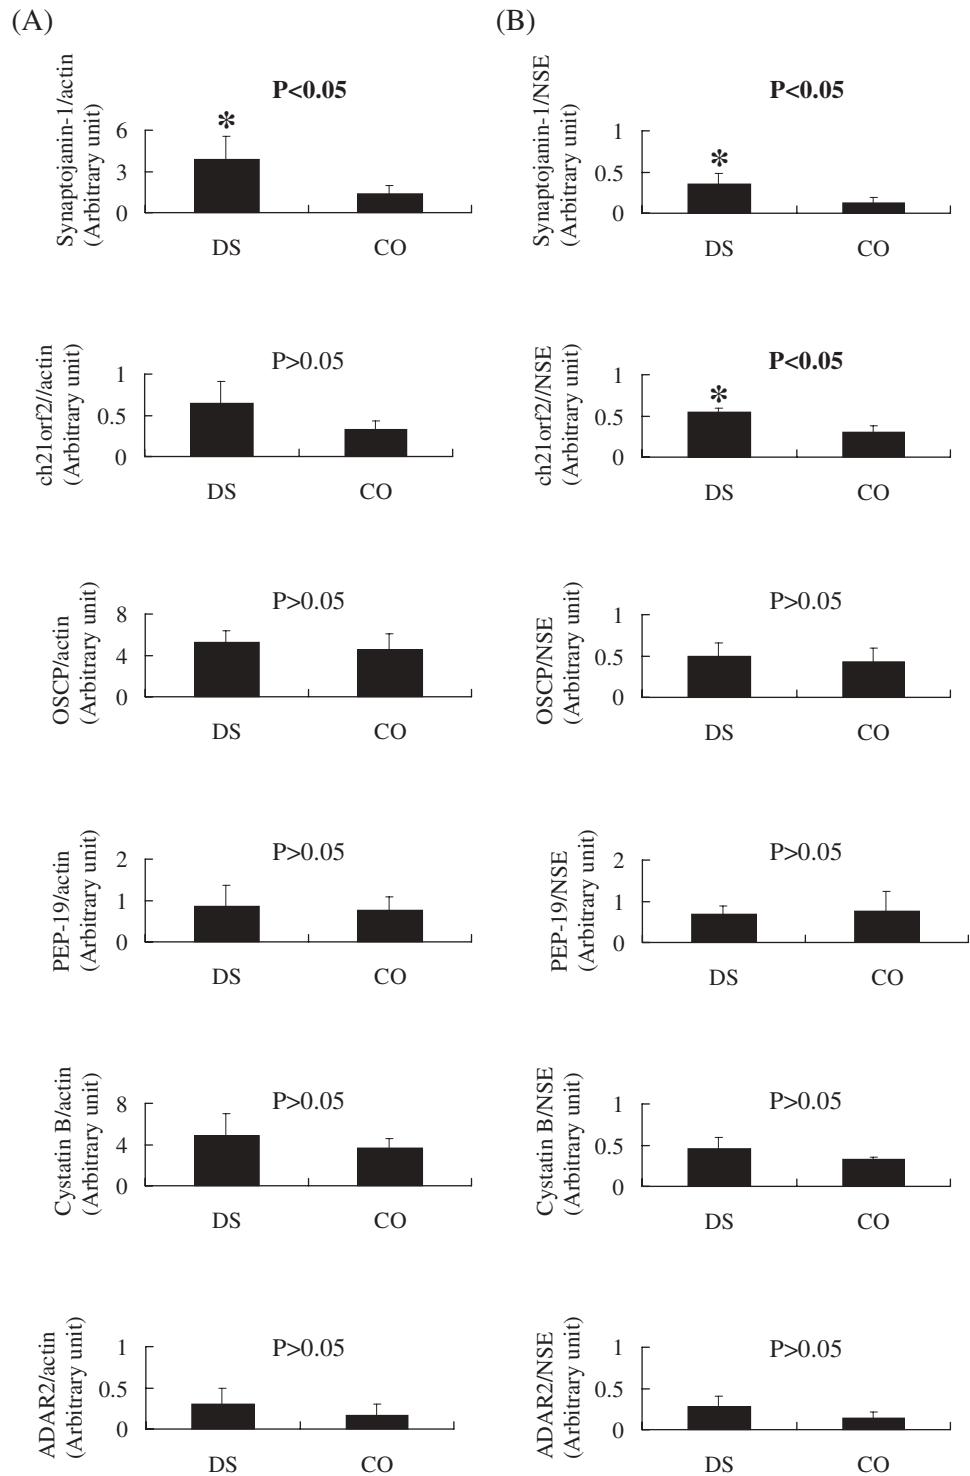 (A)
(B)
Synaptojanin-1/actin
(Arbitrary unit)
P<0.05
*
6
3
0
DS
CO
Synaptojanin-1/NSE
(Arbitrary unit)
P<0.05
*
1
0.5
0
DS
CO
ch21orf2//actin
(Arbitrary unit)
P>0.05
1
0.5
0
DS
CO
ch21orf2//NSE
(Arbitrary unit)
P<0.05
*
1
0.5
0
DS
CO
OSCP/actin
(Arbitrary unit)
P>0.05
8
4
0
DS
CO
OSCP/NSE
(Arbitrary unit)
P>0.05
1
0.5
0
DS
CO
PEP-19/actin
(Arbitrary unit)
P>0.05
2
1
0
DS
CO
PEP-19/NSE
(Arbitrary unit)
P>0.05
2
1
0
DS
CO
Cystatin B/actin
(Arbitrary unit)
P>0.05
8
4
0
DS
CO
Cystatin B/NSE
(Arbitrary unit)
P>0.05
1
0.5
0
DS
CO
ADAR2/actin
(Arbitrary unit)
P>0.05
1
0.5
0
DS
CO
ADAR2/NSE
(Arbitrary unit)
P>0.05
1
0.5
0
DS
CO